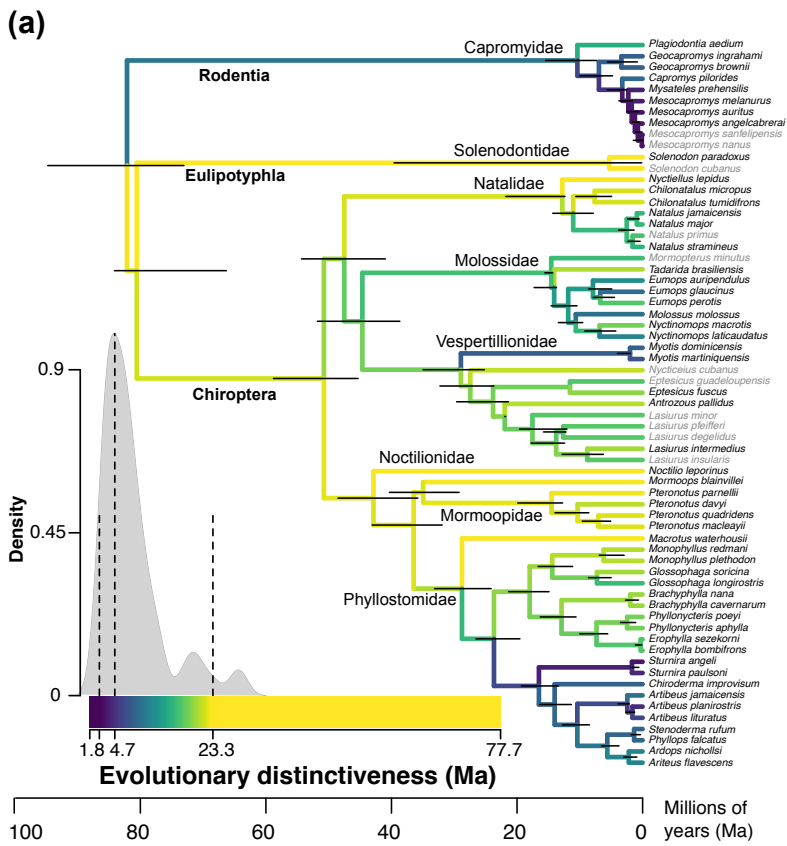 (a)
Capromyidae
Rodentia
Solenodontidae
Eulipotyphla
Natalidae
Molossidae
Vespertillionidae
Chiroptera
Noctilionidae
Mormoopidae
Phyllostomidae
Plagiodontia aedium
Geocapromys ingrahami
Geocapromys brownii
Capromys pilorides
Mysateles prehensilis
Mesocapromys melanurus
Mesocapromys auritus
Mesocapromys angelcabrerai
Mesocapromys sanfelipensis
Mesocapromys nanus
Solenodon paradoxus
Solenodon cubanus
Nyctiellus lepidus
Chilonatalus micropus
Chilonatalus tumidifrons
Natalus jamaicensis
Natalus major
Natalus primus
Natalus stramineus
Mormopterus minutus
Tadarida brasiliensis
Eumops auripendulus
Eumops glaucinus
Eumops perotis
Molossus molossus
Nyctinomops macrotis
Nyctinomops laticaudatus
Myotis dominicensis
Myotis martiniquensis
Nycticeius cubanus
Eptesicus guadeloupensis
Eptesicus fuscus
Antrozous pallidus
Lasiurus minor
Lasiurus pfeifferi
Lasiurus degelidus
Lasiurus intermedius
Lasiurus insularis
Noctilio leporinus
Mormoops blainvillei
Pteronotus parnellii
Pteronotus davyi
Pteronotus quadridens
Pteronotus macleayii
Macrotus waterhousii
Monophyllus redmani
Monophyllus plethodon
Glossophaga soricina
Glossophaga longirostris
Brachyphylla nana
Brachyphylla cavernarum
Phyllonycteris poeyi
Phyllonycteris aphylla
Erophylla sezekorni
Erophylla bombifrons
Sturnira angeli
Sturnira paulsoni
Chiroderma improvisum
Artibeus jamaicensis
Artibeus planirostris
Artibeus lituratus
Stenoderma rufum
Phyllops falcatus
Ardops nichollsi
Ariteus flavescens
Density
0.9
0.45
0
1.8 4.7 23.3 77.7
Evolutionary distinctiveness (Ma)
100 80 60 40 20 0
Millions of
years (Ma)